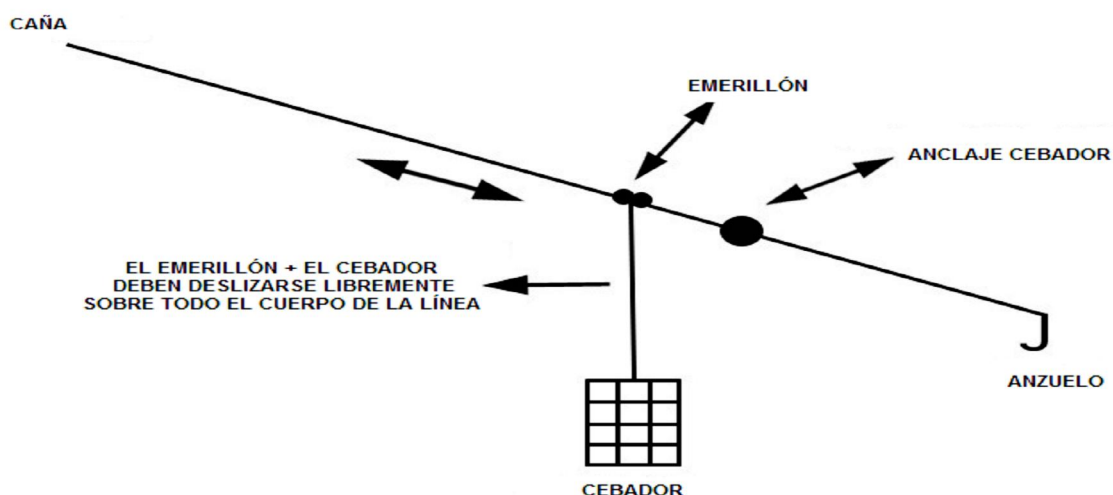 CAÑA
EMERILLÓN
ANCLAJE CEBADOR
EL EMERILLÓN + EL CEBADOR
DEBEN DESLIZARSE LIBREMENTE
SOBRE TODO EL CUERPO DE LA LÍNEA
ANZUELO
CEBADOR